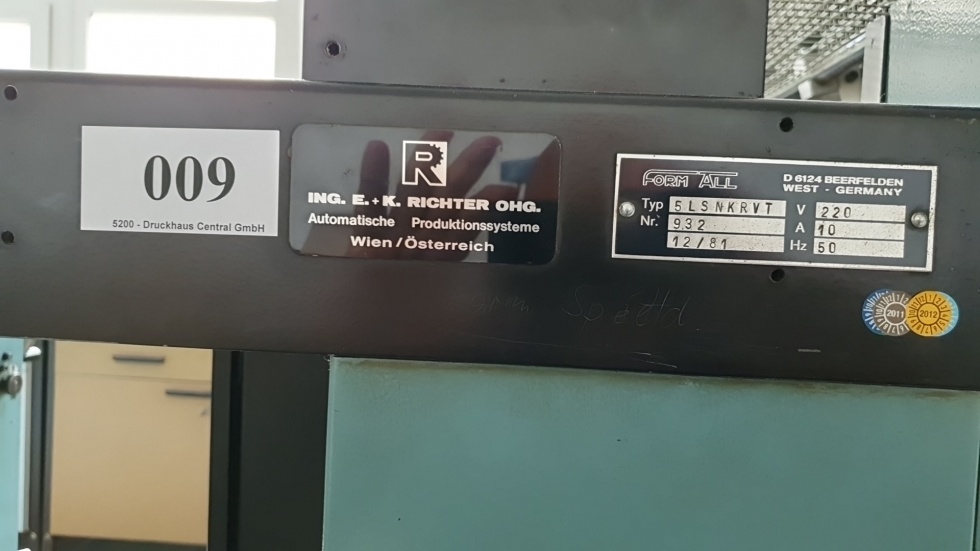 009
5200 - Druckhaus Central GmbH
R
ING. E. + K. RICHTER OHG.
Automatische Produktionssysteme
Wien/Österreich
FORM ALL
D 6124 BEERFELDEN
WEST - GERMANY
Typ 5LSNKRVT V 220
Nr. 932 A 10
12/81 Hz 50
2011 2012